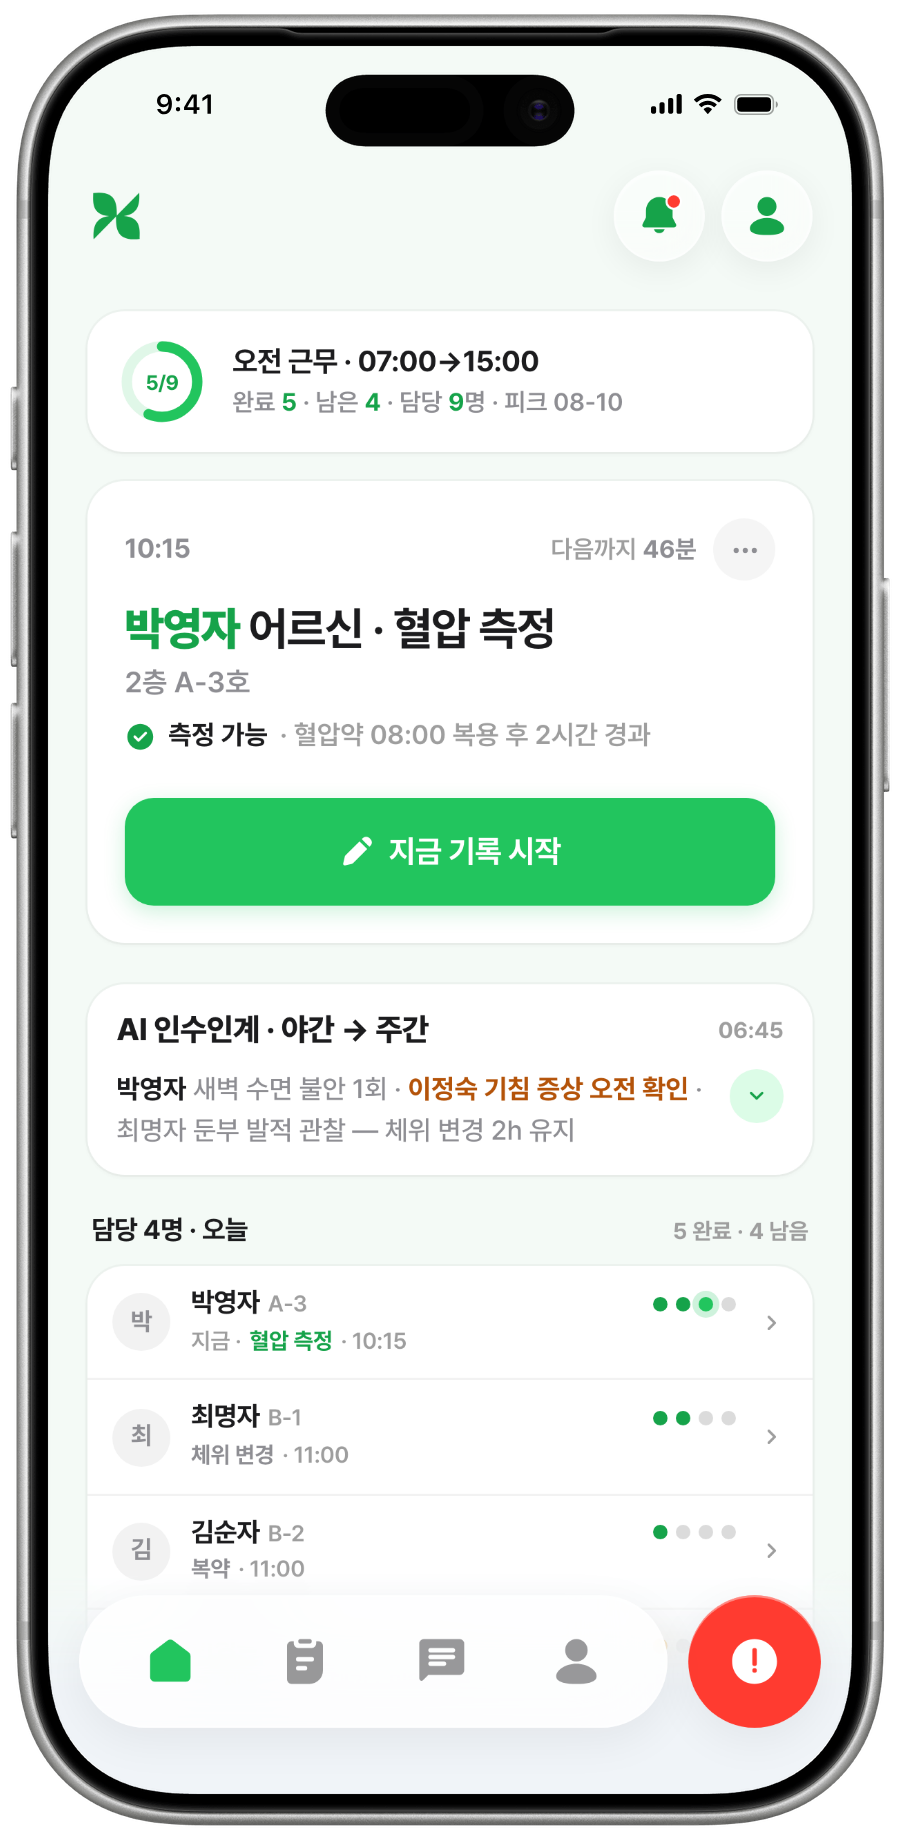 9:41
5/9
오전 근무 · 07:00→15:00
완료 5 · 남은 4 · 담당 9명 · 피크 08-10
10:15
다음까지 46분
박영자 어르신 · 혈압 측정
2층 A-3호
측정 가능 · 혈압약 08:00 복용 후 2시간 경과
지금 기록 시작
AI 인수인계 · 야간 → 주간
06:45
박영자 새벽 수면 불안 1회 · 이정숙 기침 증상 오전 확인 ·
최명자 둔부 발적 관찰 — 체위 변경 2h 유지
담당 4명 · 오늘
5 완료 · 4 남음
박
박영자 A-3
지금 · 혈압 측정 · 10:15
최
최명자 B-1
체위 변경 · 11:00
김
김순자 B-2
복약 · 11:00